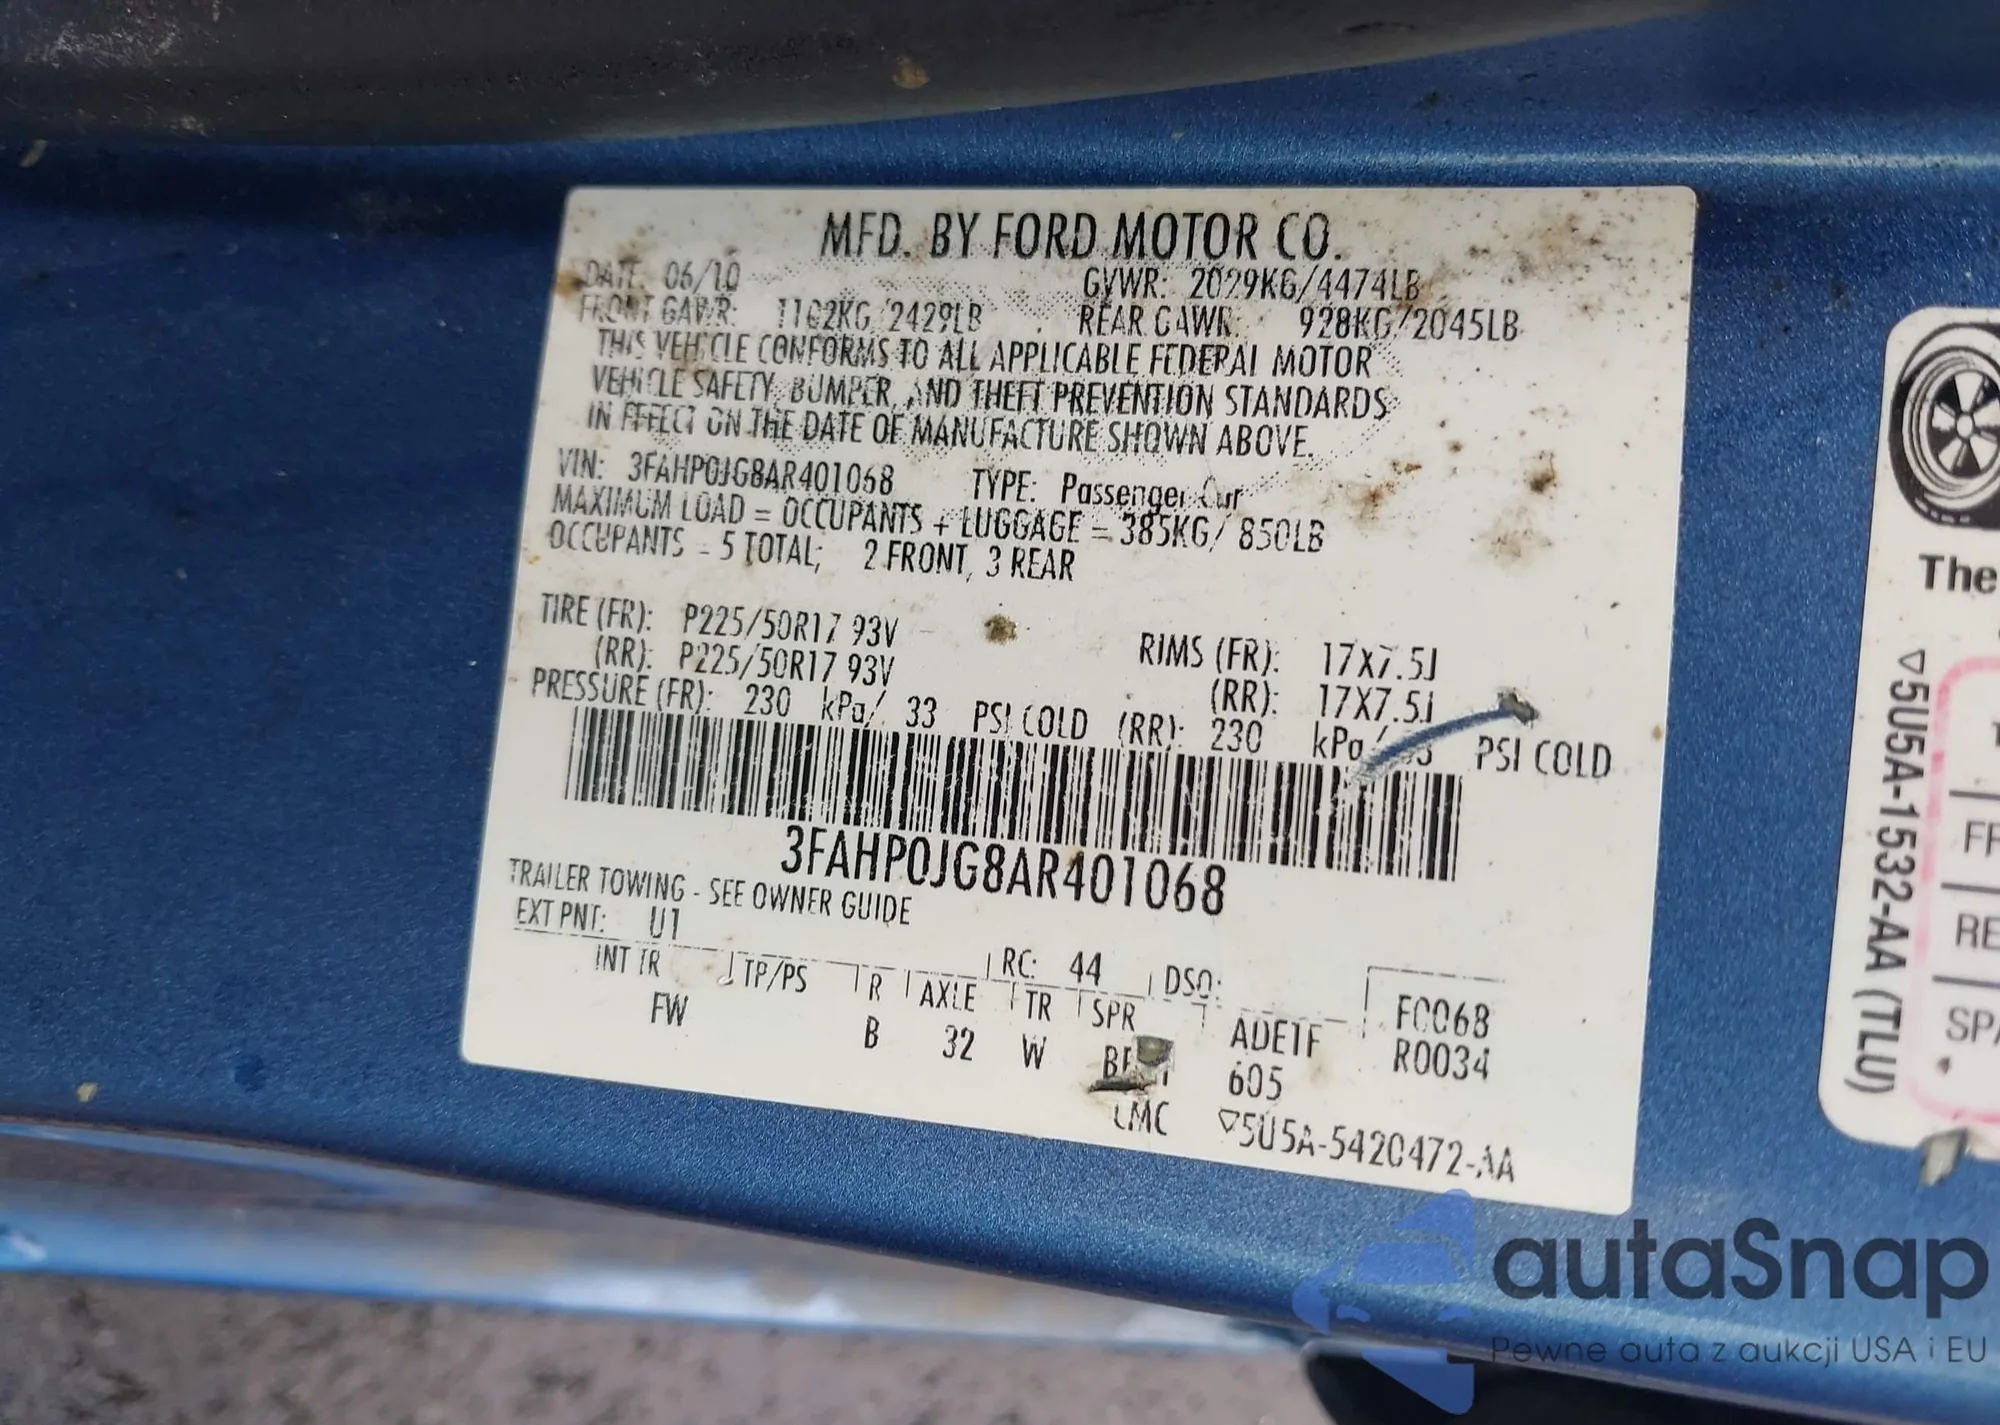 MFD. BY FORD MOTOR CO.
DATE: 06/10 GVWR: 2029KG/4474LB
FRONT GAWR: 1102KG/2429LB REAR GAWR: 928KG/2045LB
THIS VEHICLE CONFORMS TO ALL APPLICABLE FEDERAL MOTOR
VEHICLE SAFETY, BUMPER, AND THEFT PREVENTION STANDARDS
IN EFFECT ON THE DATE OF MANUFACTURE SHOWN ABOVE.
VIN: 3FAHP0JG8AR401068 TYPE: Passenger Car
MAXIMUM LOAD = OCCUPANTS + LUGGAGE = 385KG/ 850LB
OCCUPANTS = 5 TOTAL; 2 FRONT, 3 REAR
TIRE (FR): P225/50R17 93V RIMS (FR): 17X7.5J
(RR): P225/50R17 93V (RR): 17X7.5J
PRESSURE (FR): 230 kPa/ 33 PSI COLD (RR): 230 kPa/ PSI COLD
3FAHP0JG8AR401068
TRAILER TOWING - SEE OWNER GUIDE
EXT PNT: U1 RC: 44 DSO: F0068
INT TR TP/PS R AXLE TR SPR ADE1F R0034
FW B 32 W 605
CMC ▽5U5A-5420472-AA
The
▽5U5A-1532-AA (TLU)
FR
RE
SPA
autaSnap
Pewne auta z aukcji USA i EU